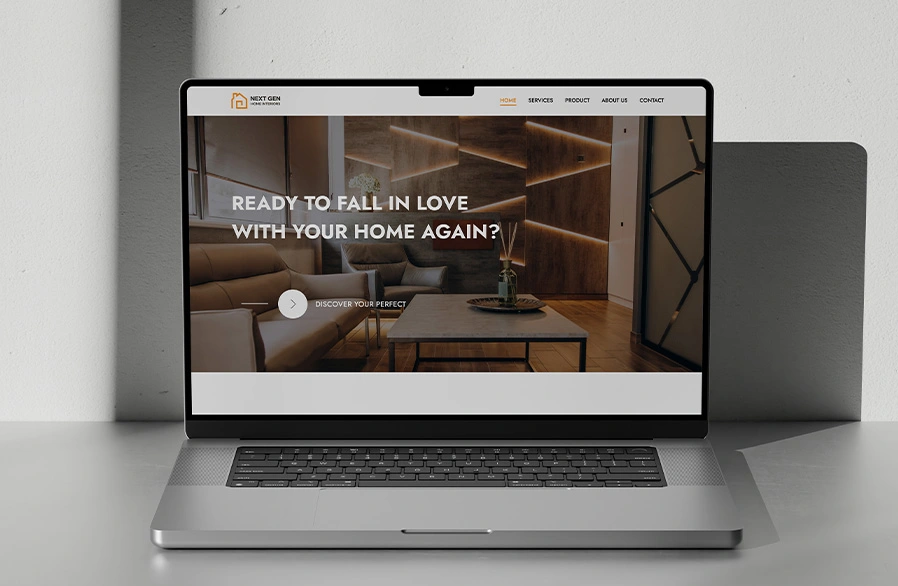 NEXT GEN
HOME INTERIORS
HOME SERVICES PRODUCT ABOUT US CONTACT
READY TO FALL IN LOVE
WITH YOUR HOME AGAIN?
DISCOVER YOUR PERFECT